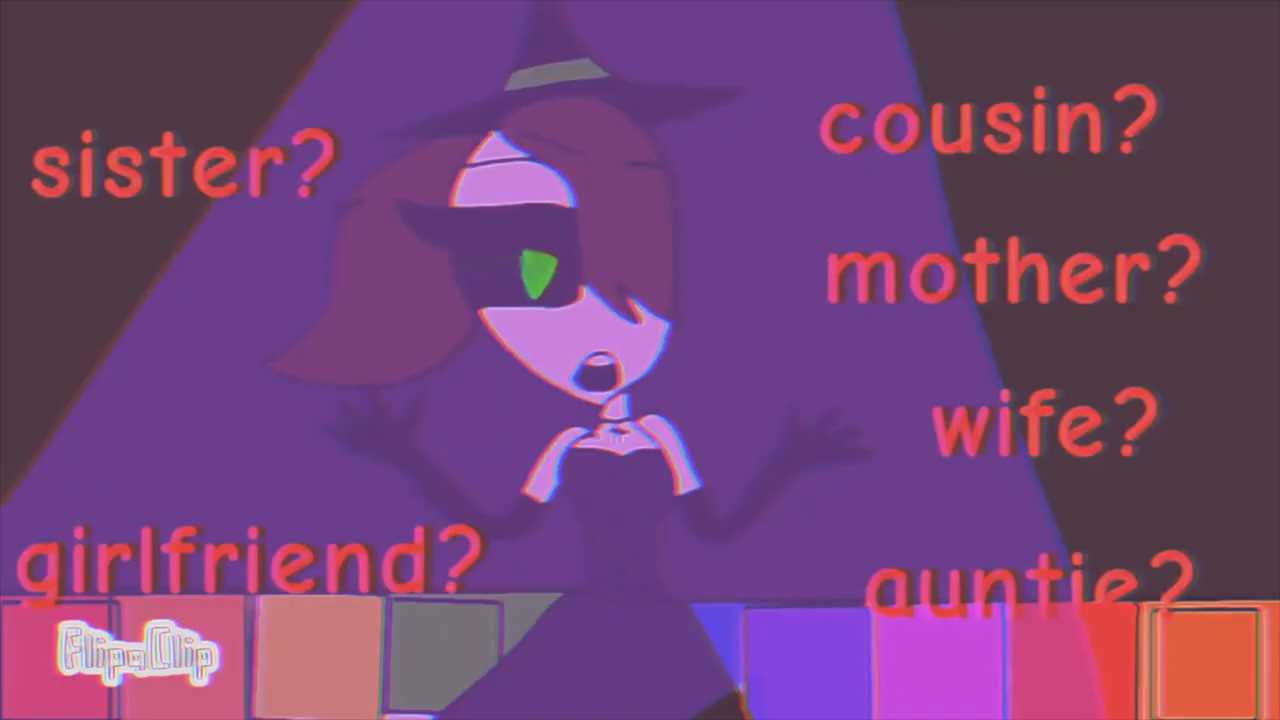 sister?
cousin?
mother?
wife?
girlfriend?
auntie?
FlipaClip